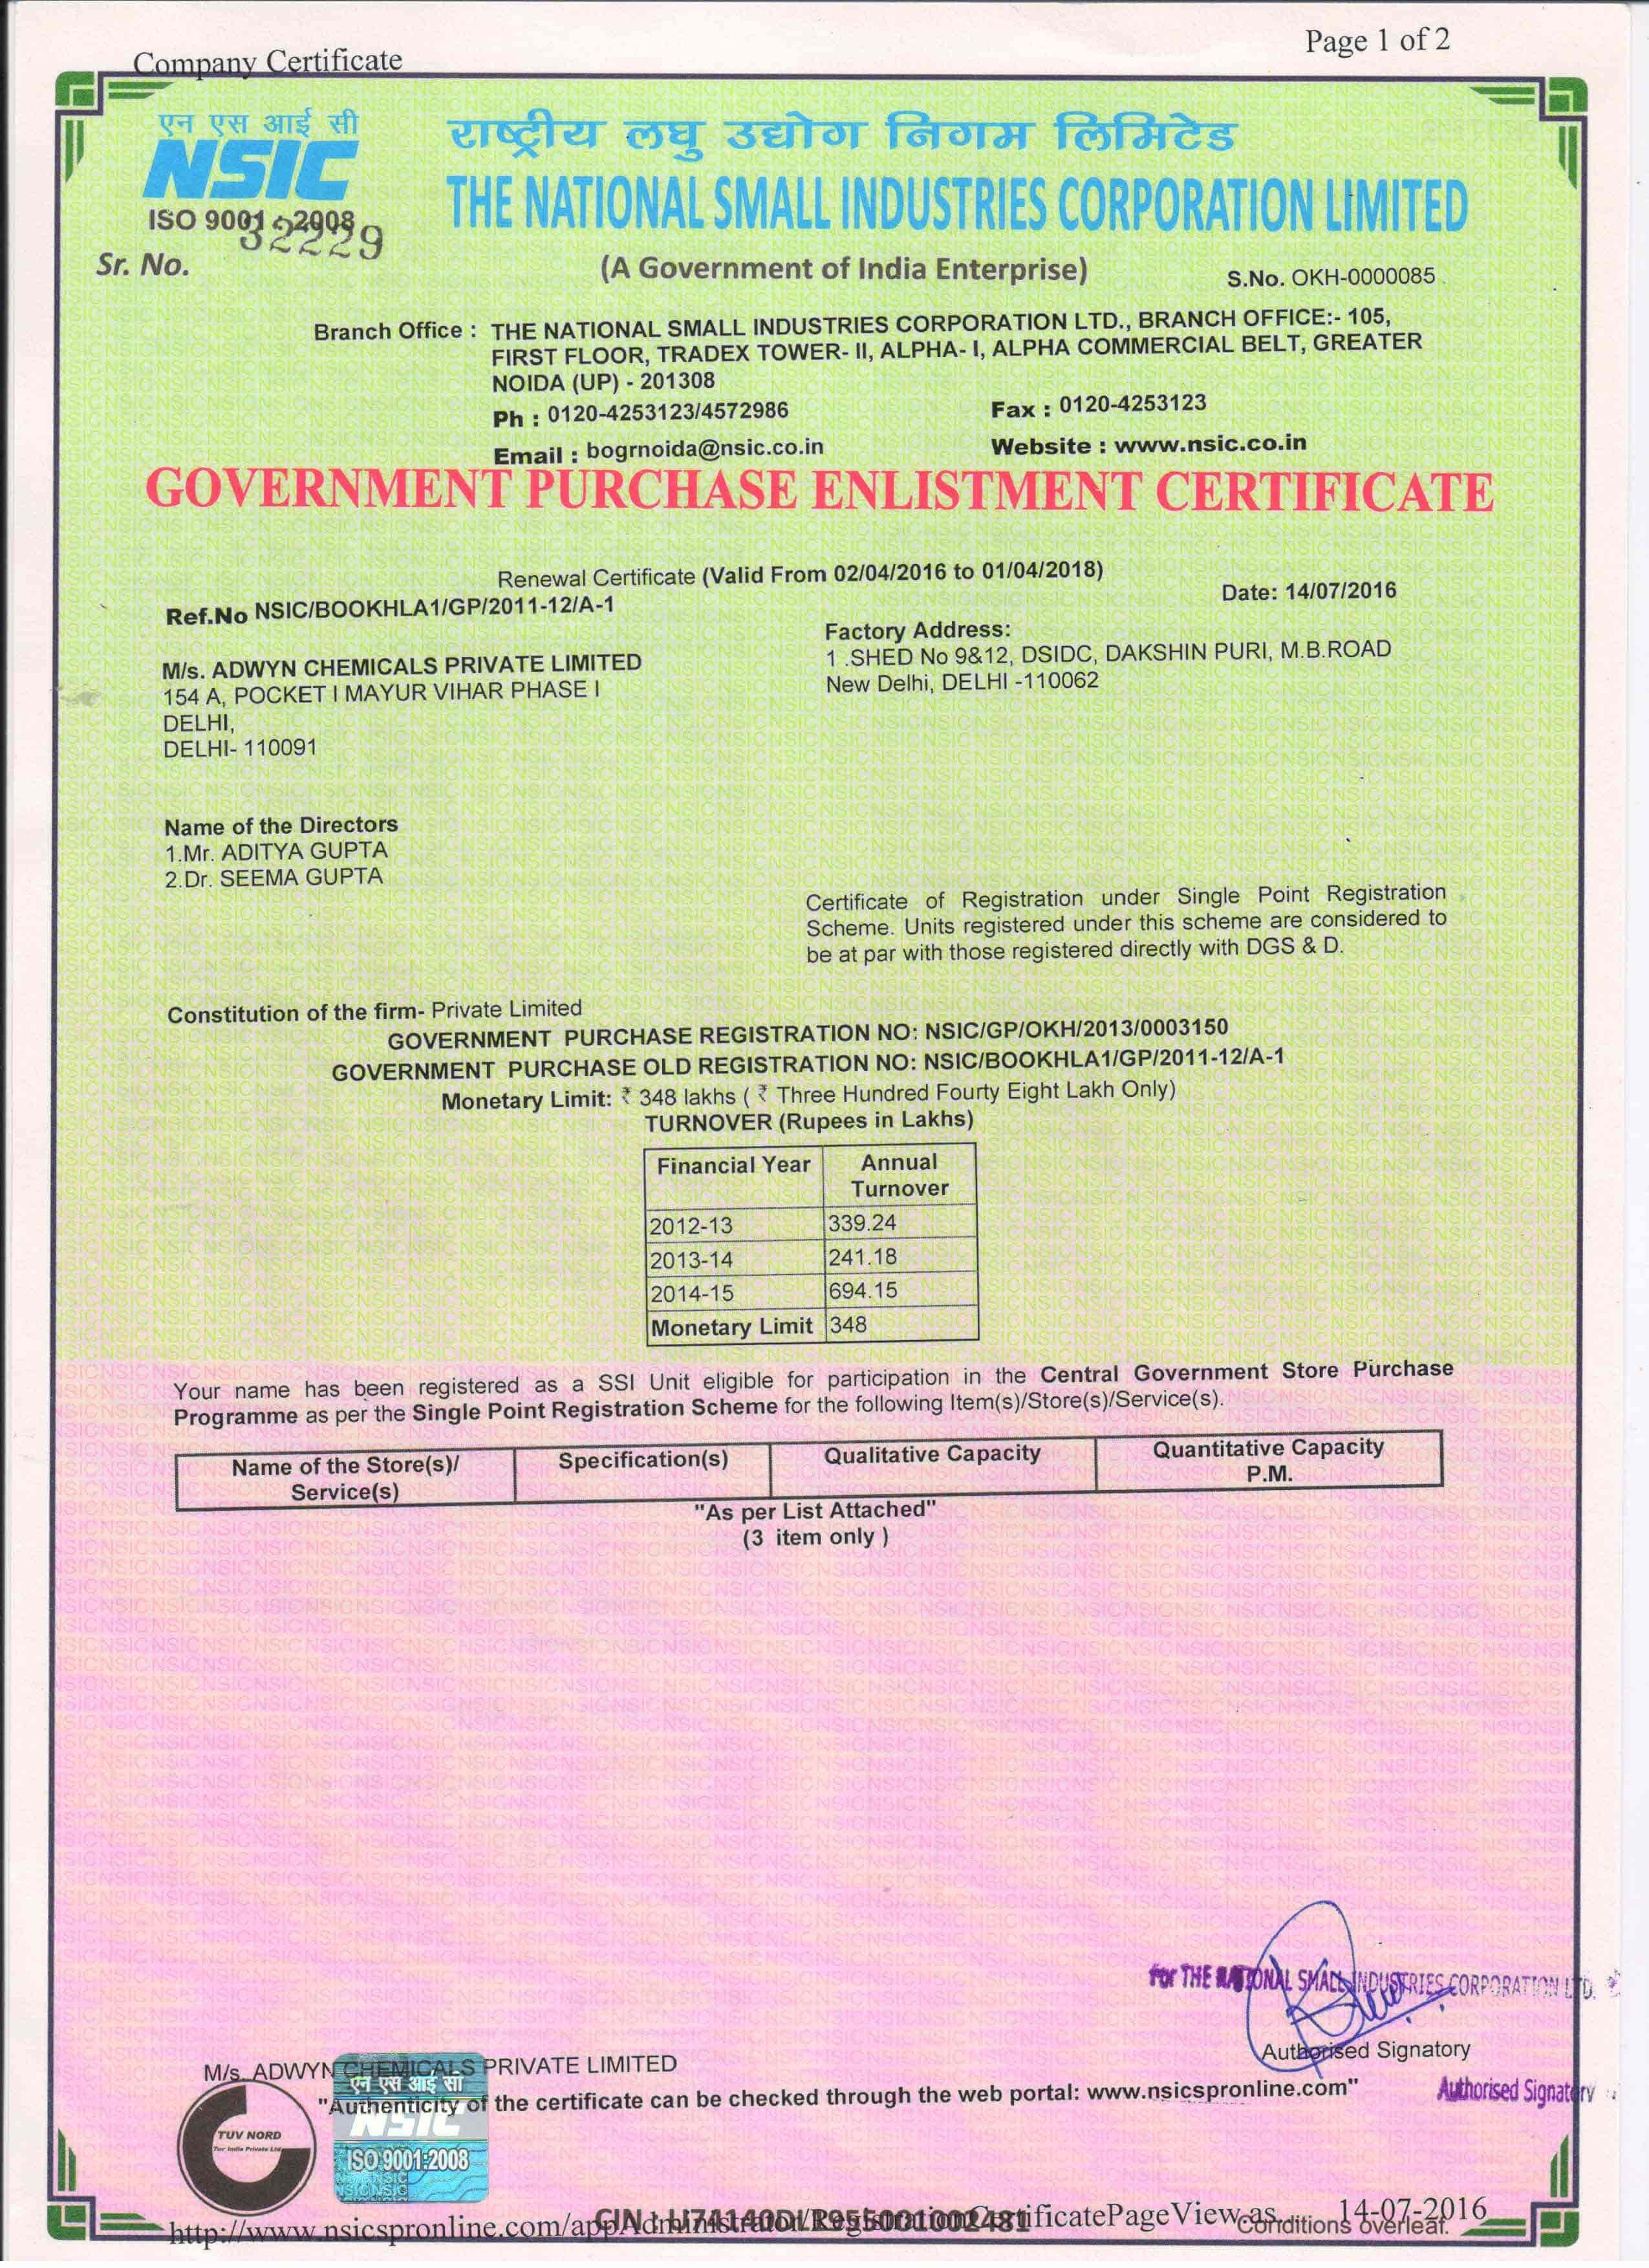 Company Certificate
Page 1 of 2
एन एस आई सी
NSIC
ISO 9001 : 2008
32229
Sr. No.
राष्ट्रीय लघु उद्योग निगम लिमिटेड
THE NATIONAL SMALL INDUSTRIES CORPORATION LIMITED
(A Government of India Enterprise)
S.No. OKH-0000085
Branch Office : THE NATIONAL SMALL INDUSTRIES CORPORATION LTD., BRANCH OFFICE:- 105,
FIRST FLOOR, TRADEX TOWER- II, ALPHA- I, ALPHA COMMERCIAL BELT, GREATER
NOIDA (UP) - 201308
Ph : 0120-4253123/4572986
Fax : 0120-4253123
Email : bogrnoida@nsic.co.in
Website : www.nsic.co.in
GOVERNMENT PURCHASE ENLISTMENT CERTIFICATE
Renewal Certificate (Valid From 02/04/2016 to 01/04/2018)
Date: 14/07/2016
Ref.No NSIC/BOOKHLA1/GP/2011-12/A-1
M/s. ADWYN CHEMICALS PRIVATE LIMITED
154 A, POCKET I MAYUR VIHAR PHASE I
DELHI,
DELHI- 110091
Factory Address:
1 .SHED No 9&12, DSIDC, DAKSHIN PURI, M.B.ROAD
New Delhi, DELHI -110062
Name of the Directors
1.Mr. ADITYA GUPTA
2.Dr. SEEMA GUPTA
Certificate of Registration under Single Point Registration
Scheme. Units registered under this scheme are considered to
be at par with those registered directly with DGS & D.
Constitution of the firm- Private Limited
GOVERNMENT PURCHASE REGISTRATION NO: NSIC/GP/OKH/2013/0003150
GOVERNMENT PURCHASE OLD REGISTRATION NO: NSIC/BOOKHLA1/GP/2011-12/A-1
Monetary Limit: ₹ 348 lakhs ( ₹ Three Hundred Fourty Eight Lakh Only)
TURNOVER (Rupees in Lakhs)
Financial Year Annual
Turnover
2012-13 339.24
2013-14 241.18
2014-15 694.15
Monetary Limit 348
Your name has been registered as a SSI Unit eligible for participation in the Central Government Store Purchase
Programme as per the Single Point Registration Scheme for the following Item(s)/Store(s)/Service(s).
Name of the Store(s)/ Specification(s) Qualitative Capacity Quantitative Capacity
Service(s) P.M.
"As per List Attached"
(3 item only )
For THE NATIONAL SMALL INDUSTRIES CORPORATION LTD.
Authorised Signatory
Authorised Signatory
M/s. ADWYN CHEMICALS PRIVATE LIMITED
"Authenticity of the certificate can be checked through the web portal: www.nsicspronline.com"
TUV NORD
Tuv India Private Ltd.
एन एस आई सी
NSIC
ISO 9001:2008
CIN : U74140DL1955GOI002481
http://www.nsicspronline.com/appAdministrator/RegistrationCertificatePageView.as...
Conditions overleaf.
14-07-2016